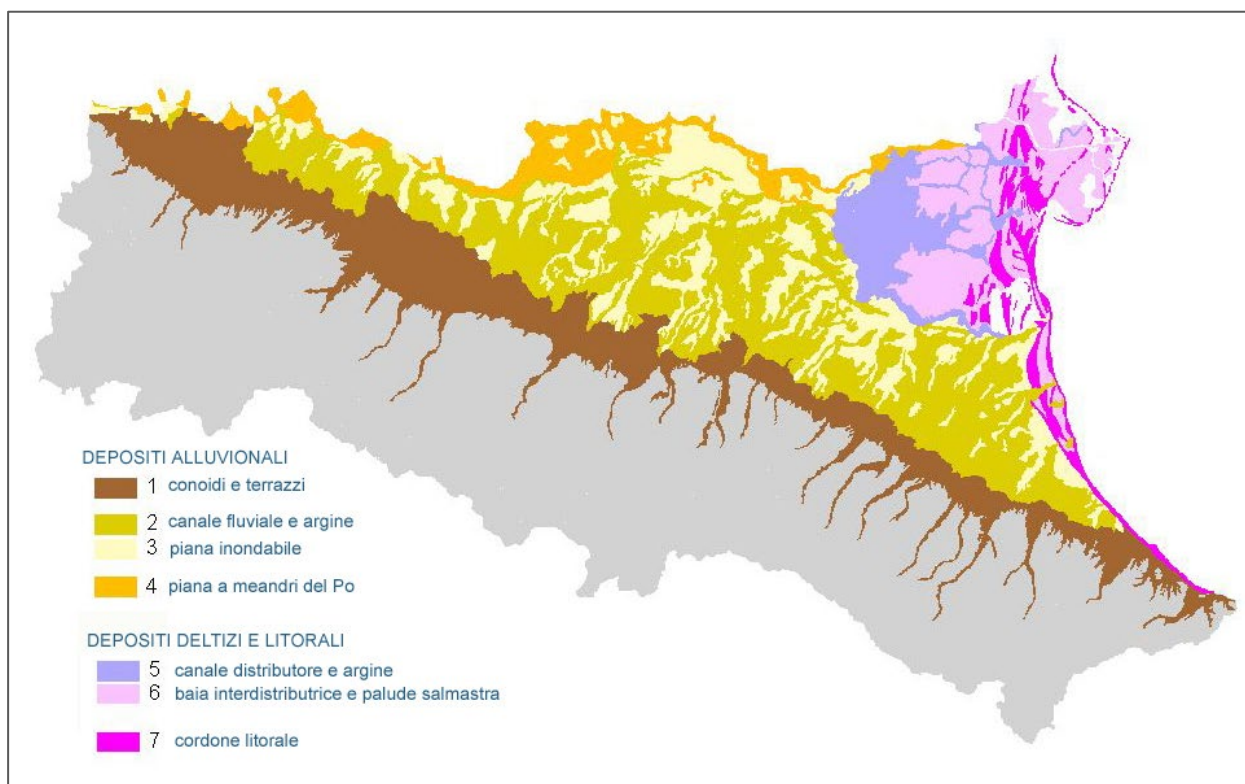 DEPOSITI ALLUVIONALI
1 conoidi e terrazzi
2 canale fluviale e argine
3 piana inondabile
4 piana a meandri del Po
DEPOSITI DELTIZI E LITORALI
5 canale distributore e argine
6 baia interdistributrice e palude salmastra
7 cordone litorale